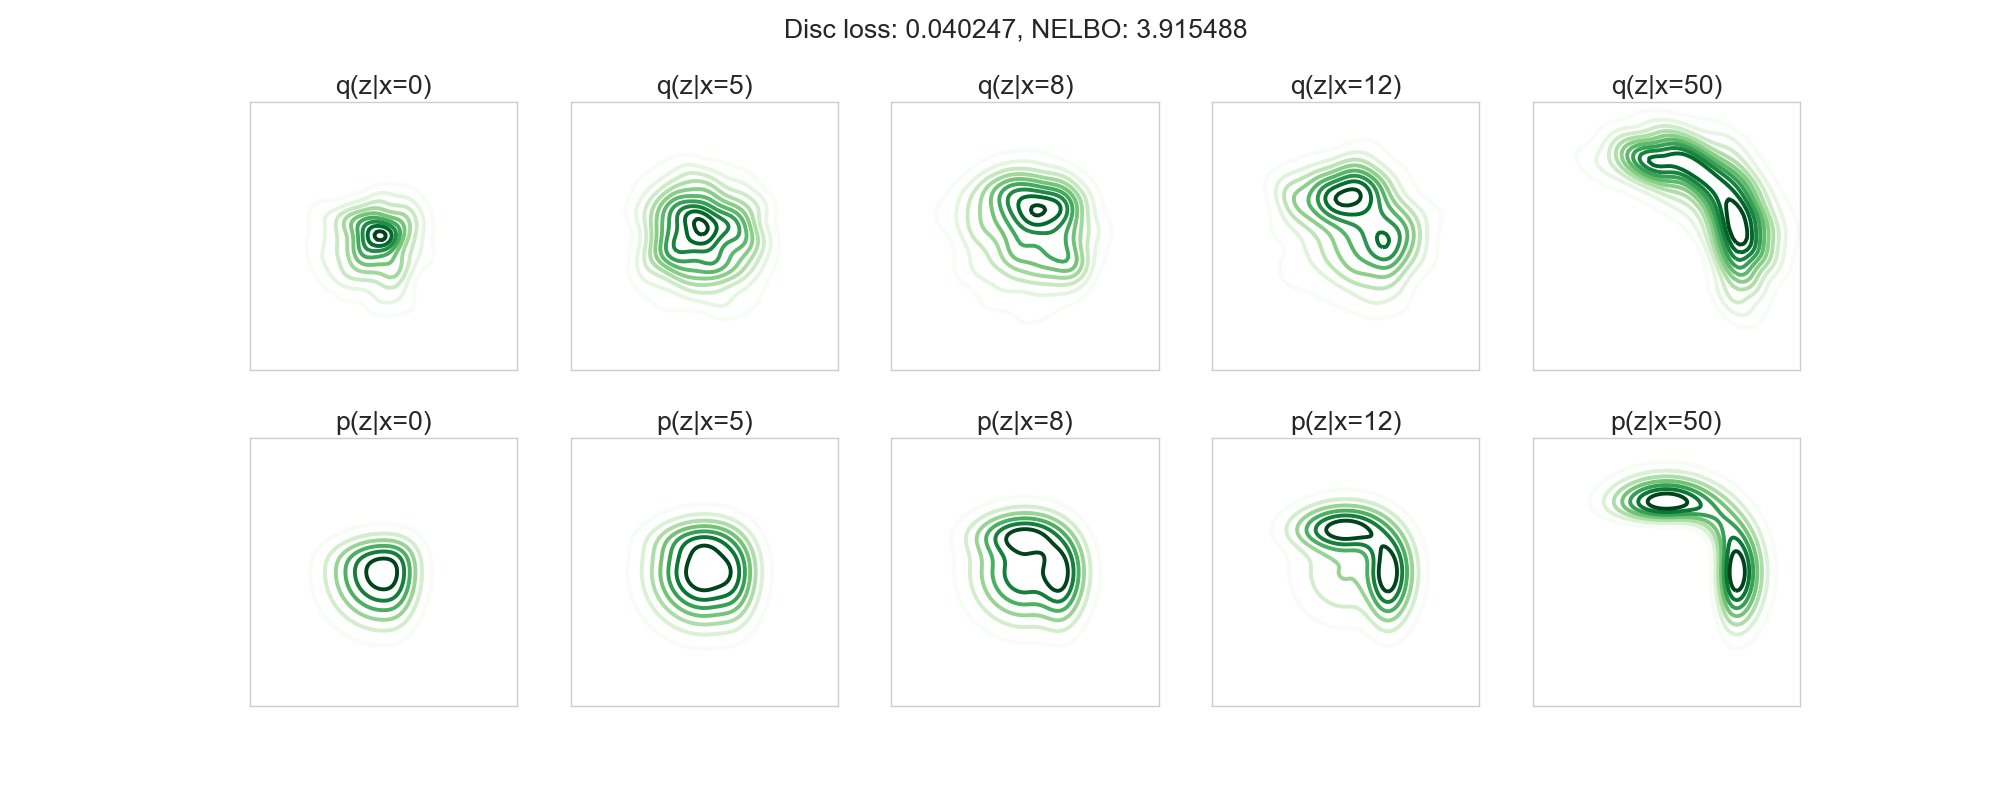 Disc loss: 0.040247, NELBO: 3.915488
q(z|x=0) q(z|x=5) q(z|x=8) q(z|x=12) q(z|x=50)
p(z|x=0) p(z|x=5) p(z|x=8) p(z|x=12) p(z|x=50)